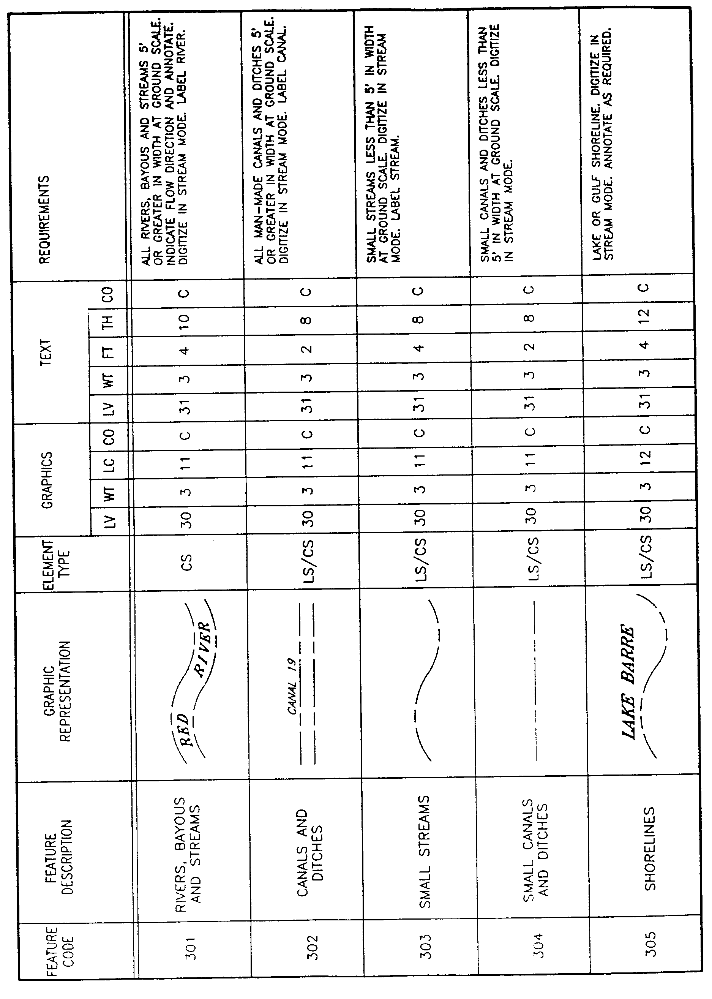 FEATURE CODE
FEATURE DESCRIPTION
GRAPHIC REPRESENTATION
ELEMENT TYPE
GRAPHICS
LV WT LC CO
TEXT
LV WT FT TH CO
REQUIREMENTS
301
RIVERS, BAYOUS
AND STREAMS
RED RIVER
CS
30 3 11 C
31 3 4 10 C
ALL RIVERS, BAYOUS AND STREAMS 5'
OR GREATER IN WIDTH AT GROUND SCALE.
INDICATE FLOW DIRECTION AND ANNOTATE.
DIGITIZE IN STREAM MODE. LABEL RIVER.
302
CANALS AND
DITCHES
CANAL 19
LS/CS
30 3 11 C
31 3 2 8 C
ALL MAN-MADE CANALS AND DITCHES 5'
OR GREATER IN WIDTH AT GROUND SCALE.
DIGITIZE IN STREAM MODE. LABEL CANAL.
303
SMALL STREAMS
LS/CS
30 3 11 C
31 3 4 8 C
SMALL STREAMS LESS THAN 5' IN WIDTH
AT GROUND SCALE. DIGITIZE IN STREAM
MODE. LABEL STREAM.
304
SMALL CANALS
AND DITCHES
LS/CS
30 3 11 C
31 3 2 8 C
SMALL CANALS AND DITCHES LESS THAN
5' IN WIDTH AT GROUND SCALE. DIGITIZE
IN STREAM MODE.
305
SHORELINES
LAKE BARRE
LS/CS
30 3 12 C
31 3 4 12 C
LAKE OR GULF SHORELINE. DIGITIZE IN
STREAM MODE. ANNOTATE AS REQUIRED.